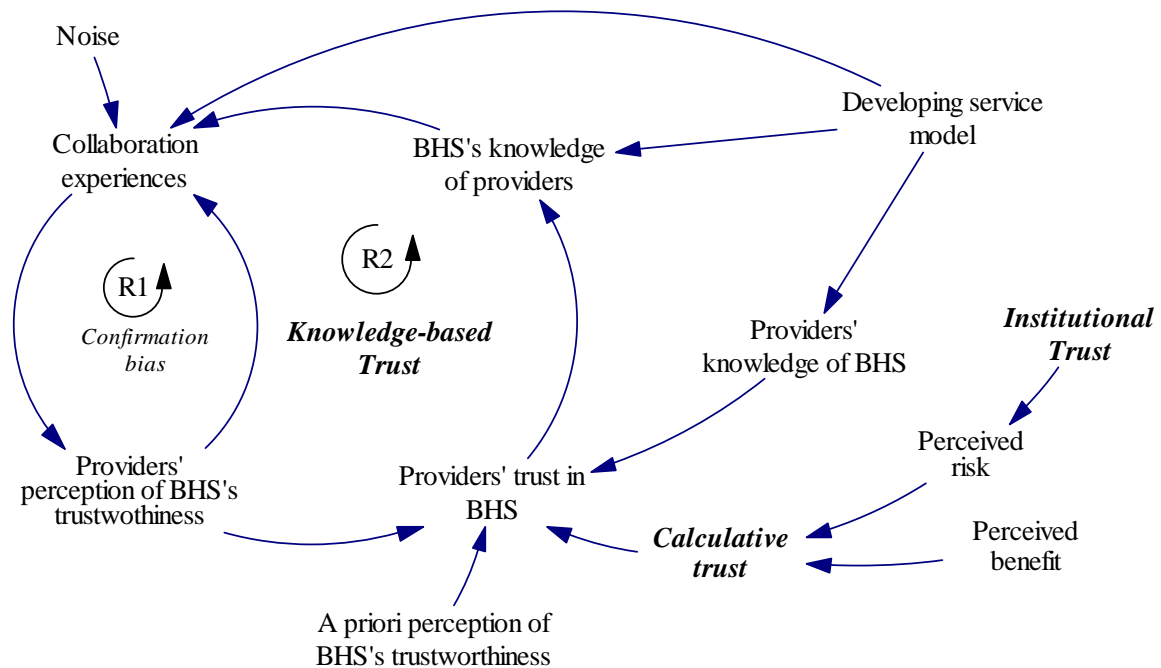 Noise
Developing service
model
Collaboration
experiences
BHS's knowledge
of providers
R2
R1
Confirmation
bias
Knowledge-based
Trust
Providers'
knowledge of BHS
Institutional
Trust
Perceived
risk
Providers'
perception of BHS's
trustwothiness
Providers' trust in
BHS
Calculative
trust
Perceived
benefit
A priori perception of
BHS's trustworthiness